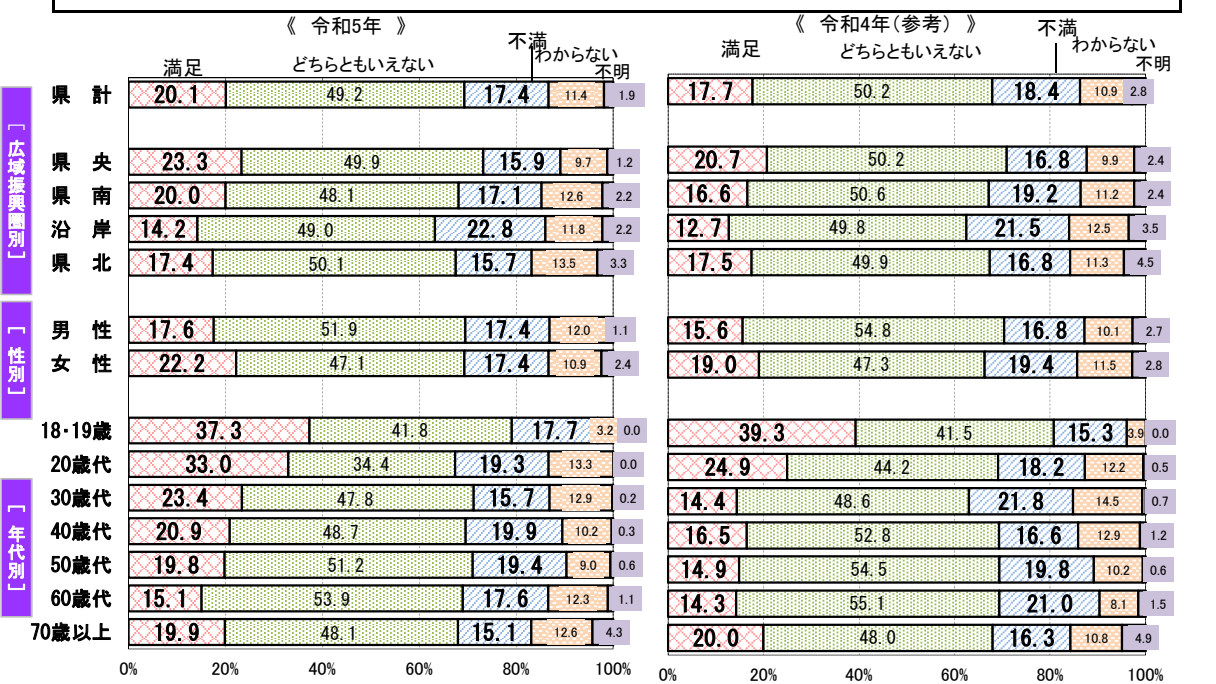 《 令和5年 》
満足 どちらともいえない 不満 わからない 不明
県計 20.1 49.2 17.4 11.4 1.9
[広域振興圏別]
県央 23.3 49.9 15.9 9.7 1.2
県南 20.0 48.1 17.1 12.6 2.2
沿岸 14.2 49.0 22.8 11.8 2.2
県北 17.4 50.1 15.7 13.5 3.3
[性別]
男性 17.6 51.9 17.4 12.0 1.1
女性 22.2 47.1 17.4 10.9 2.4
[年代別]
18・19歳 37.3 41.8 17.7 3.2 0.0
20歳代 33.0 34.4 19.3 13.3 0.0
30歳代 23.4 47.8 15.7 12.9 0.2
40歳代 20.9 48.7 19.9 10.2 0.3
50歳代 19.8 51.2 19.4 9.0 0.6
60歳代 15.1 53.9 17.6 12.3 1.1
70歳以上 19.9 48.1 15.1 12.6 4.3
0% 20% 40% 60% 80% 100%
《 令和4年(参考) 》
満足 どちらともいえない 不満 わからない 不明
17.7 50.2 18.4 10.9 2.8
20.7 50.2 16.8 9.9 2.4
16.6 50.6 19.2 11.2 2.4
12.7 49.8 21.5 12.5 3.5
17.5 49.9 16.8 11.3 4.5
15.6 54.8 16.8 10.1 2.7
19.0 47.3 19.4 11.5 2.8
39.3 41.5 15.3 3.9 0.0
24.9 44.2 18.2 12.2 0.5
14.4 48.6 21.8 14.5 0.7
16.5 52.8 16.6 12.9 1.2
14.9 54.5 19.8 10.2 0.6
14.3 55.1 21.0 8.1 1.5
20.0 48.0 16.3 10.8 4.9
0% 20% 40% 60% 80% 100%